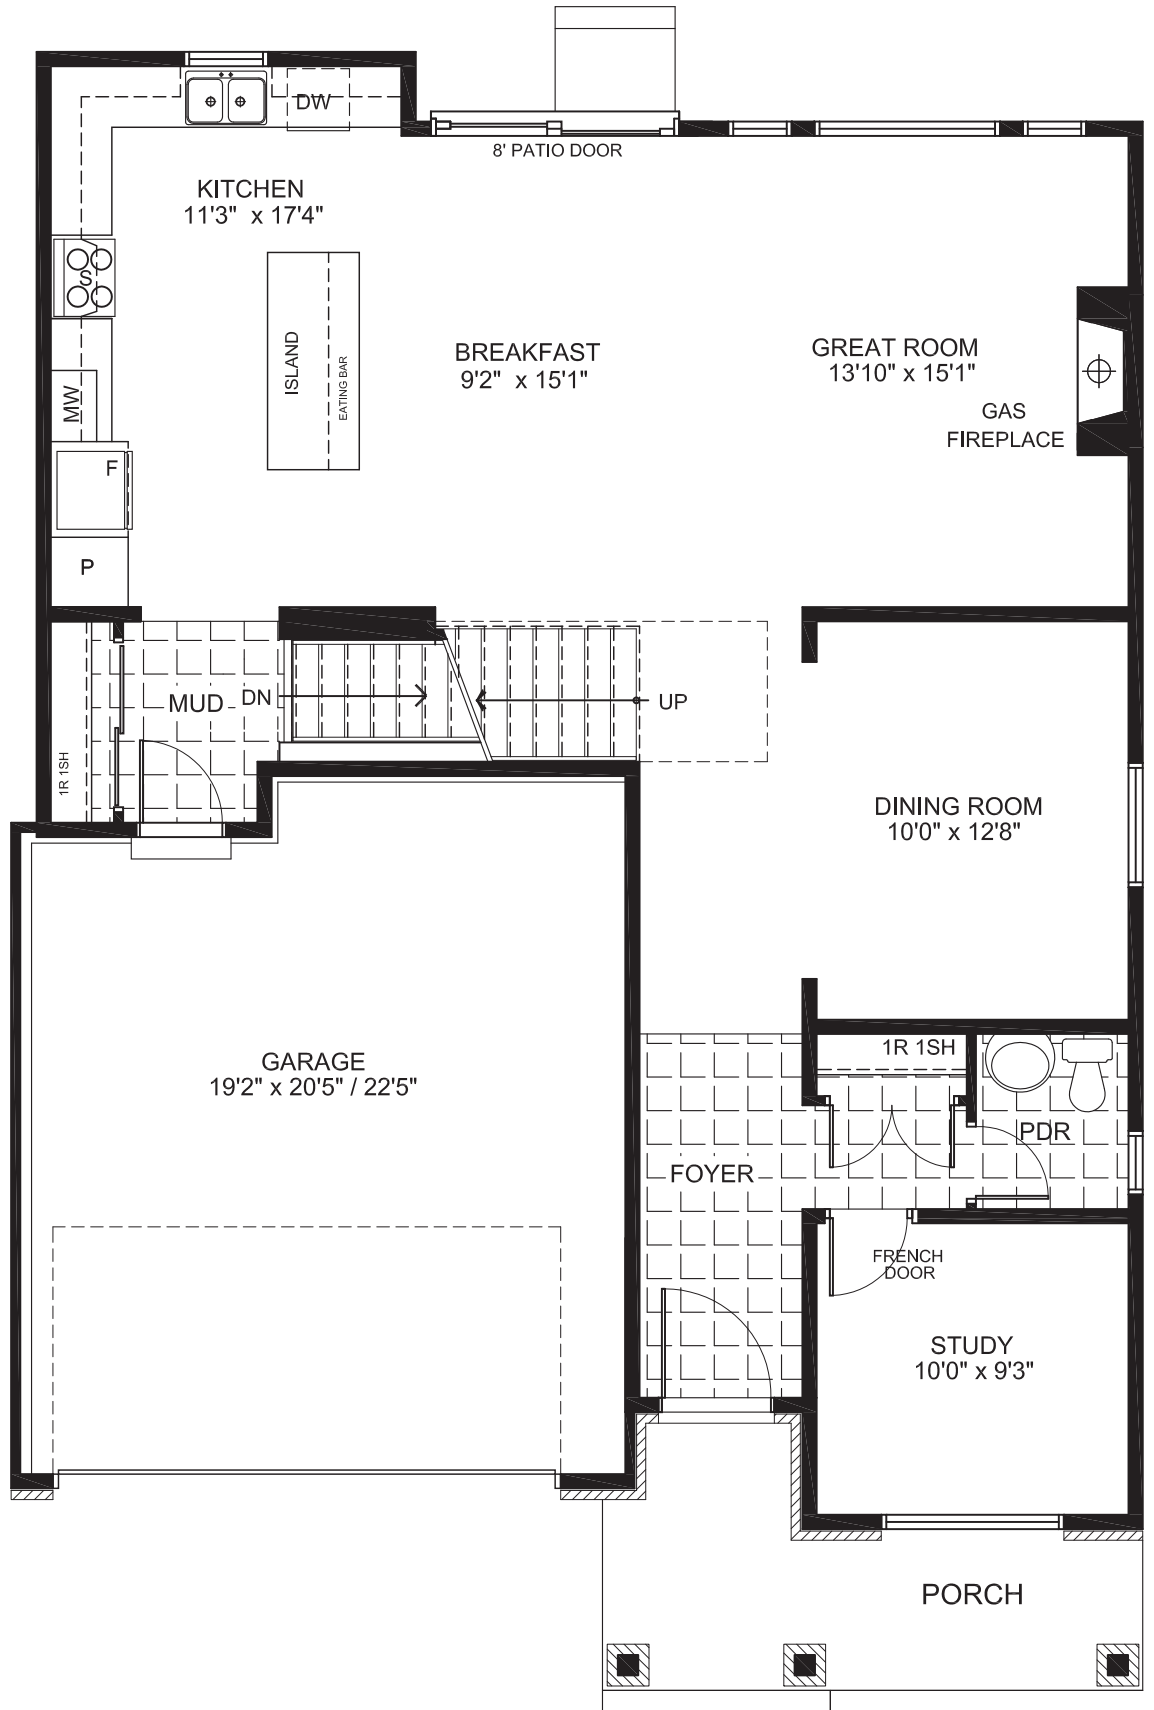 DW
8' PATIO DOOR
KITCHEN
11'3" x 17'4"
S
ISLAND
EATING BAR
BREAKFAST
9'2" x 15'1"
GREAT ROOM
13'10" x 15'1"
GAS
FIREPLACE
MW
F
P
MUD
DN
UP
1R 1SH
DINING ROOM
10'0" x 12'8"
GARAGE
19'2" x 20'5" / 22'5"
1R 1SH
PDR
FOYER
FRENCH
DOOR
STUDY
10'0" x 9'3"
PORCH